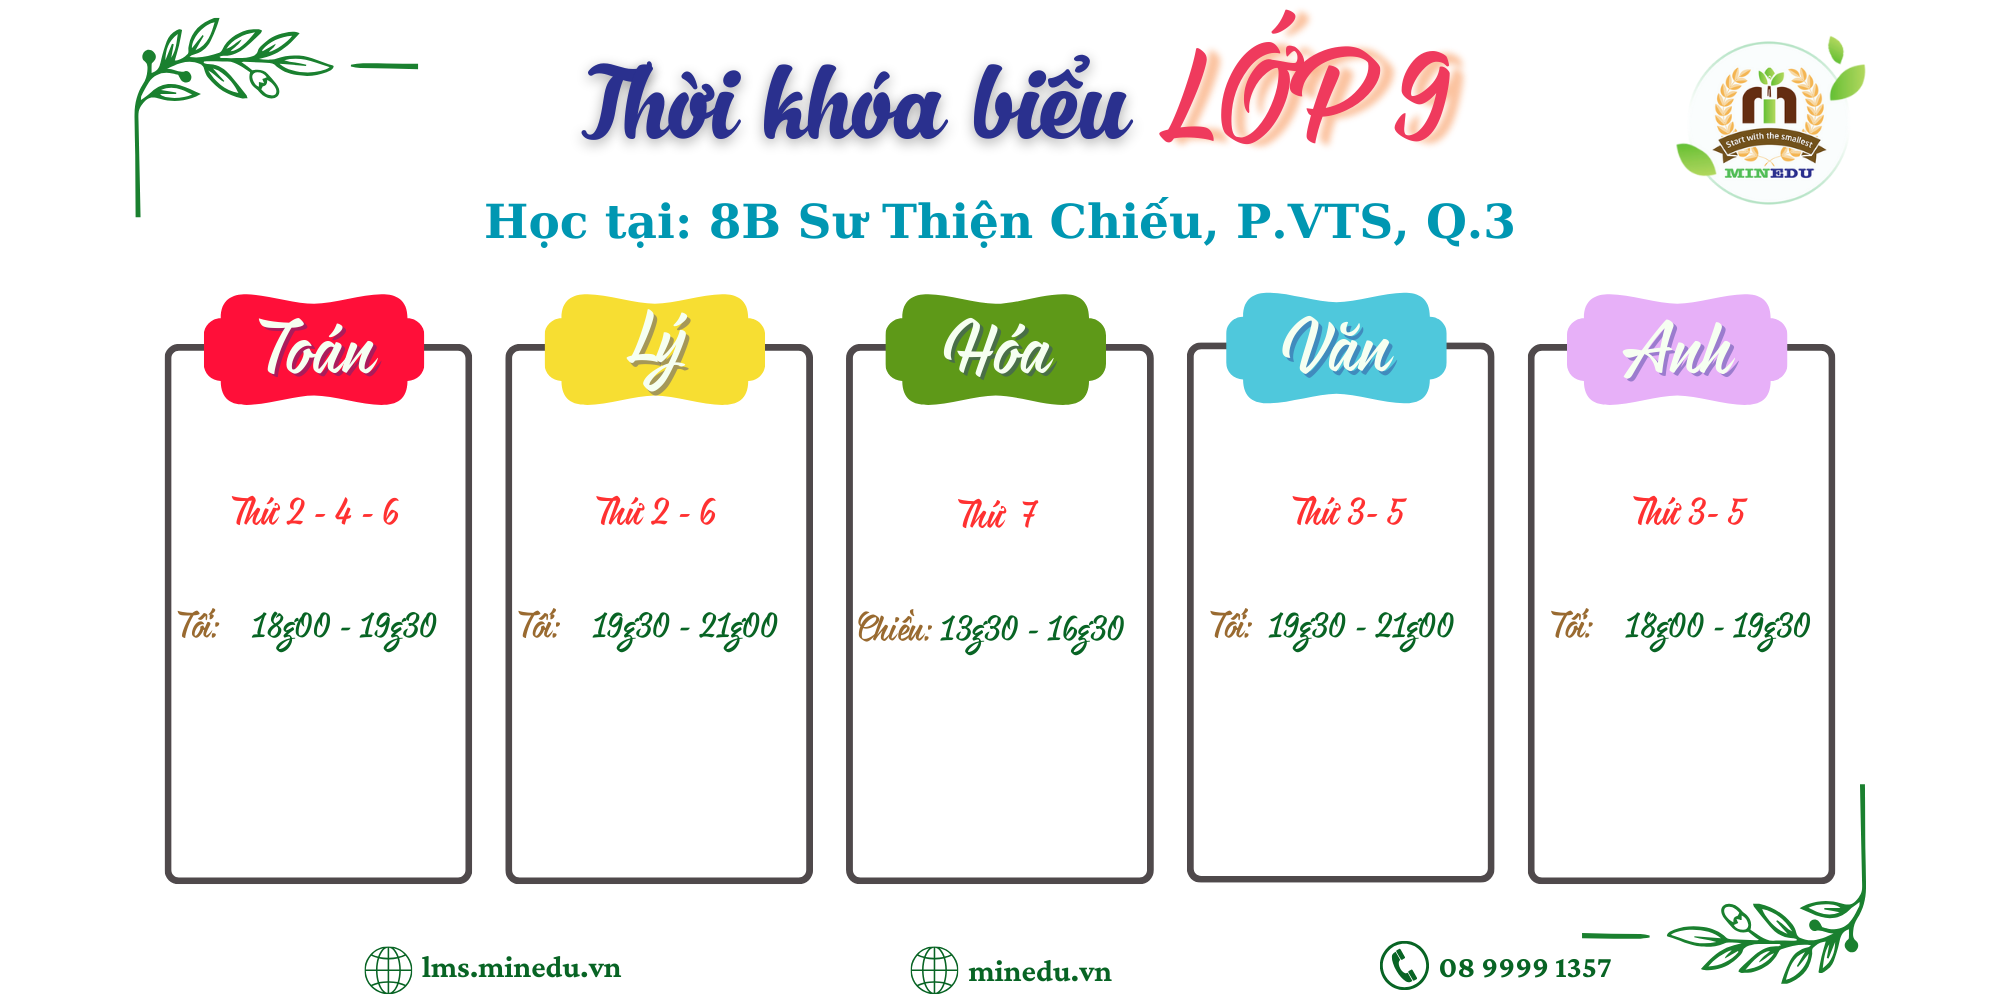 Thời khóa biểu LỚP 9
Start with the smallest
MINEDU
Học tại: 8B Sư Thiện Chiếu, P.VTS, Q.3
Toán
Thứ 2 - 4 - 6
Tối: 18g00 - 19g30
Lý
Thứ 2 - 6
Tối: 19g30 - 21g00
Hóa
Thứ 7
Chiều: 13g30 - 16g30
Văn
Thứ 3- 5
Tối: 19g30 - 21g00
Anh
Thứ 3- 5
Tối: 18g00 - 19g30
lms.minedu.vn
minedu.vn
08 9999 1357